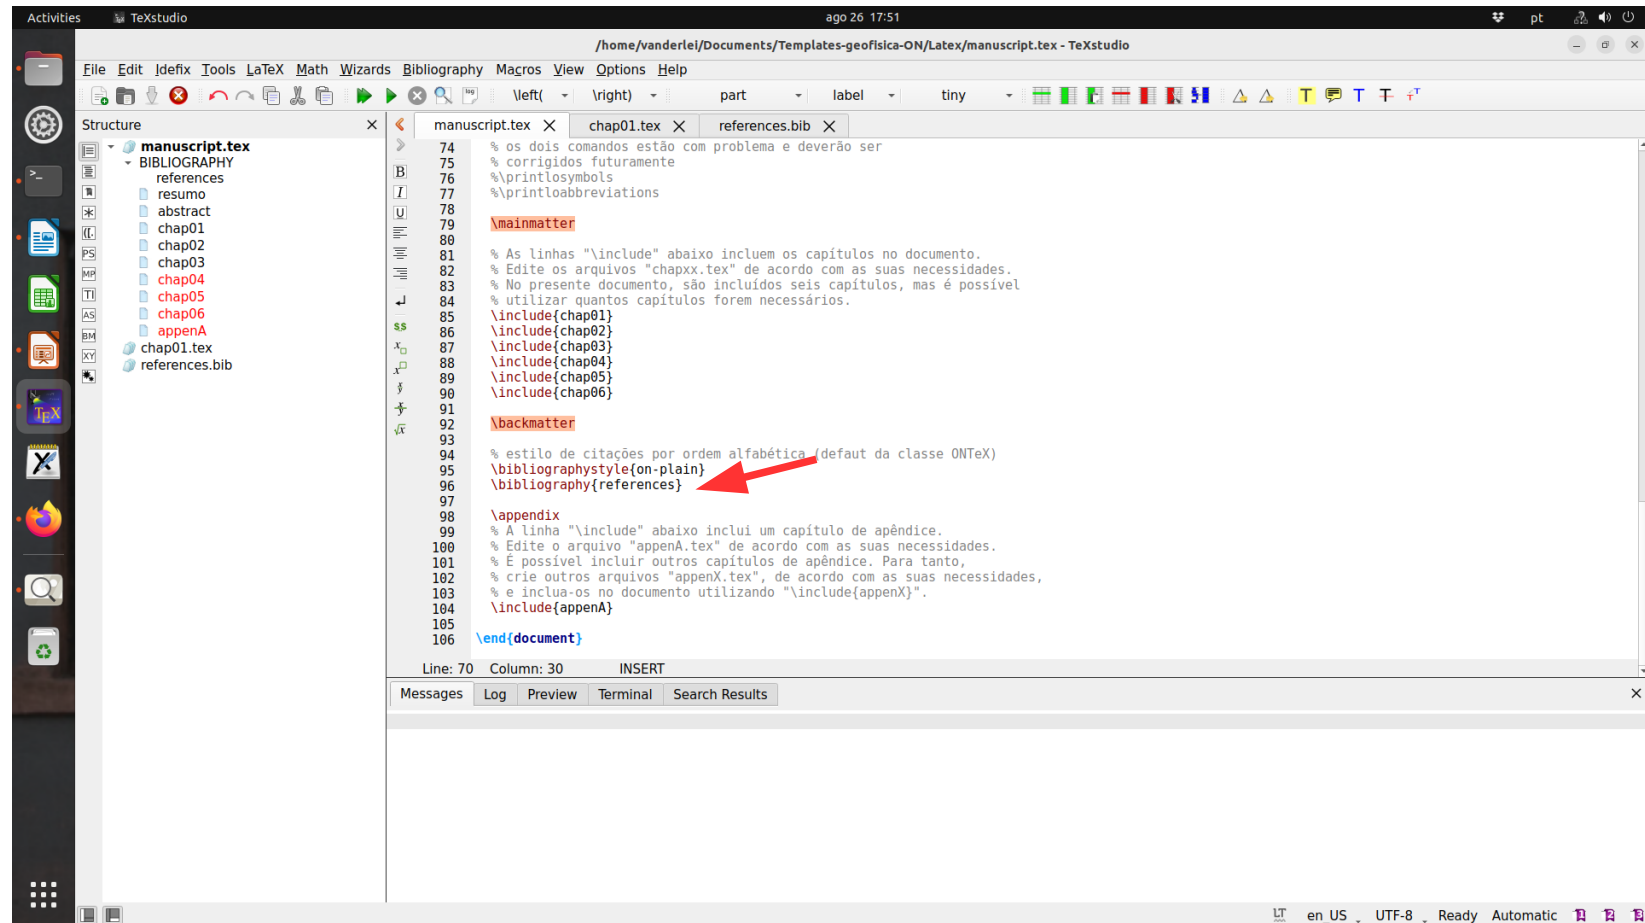 Activities TeXstudio ago 26 17:51 pt
/home/vanderlei/Documents/Templates-geofisica-ON/Latex/manuscript.tex - TeXstudio
File Edit Idefix Tools LaTeX Math Wizards Bibliography Macros View Options Help
\left( \right) part label tiny
Structure
manuscript.tex
BIBLIOGRAPHY
references
resumo
abstract
chap01
chap02
chap03
chap04
chap05
chap06
appenA
chap01.tex
references.bib
manuscript.tex chap01.tex references.bib
74 % os dois comandos estão com problema e deverão ser
75 % corrigidos futuramente
76 %\printlosymbols
77 %\printloabbreviations
78
79 \mainmatter
80
81 % As linhas "\include" abaixo incluem os capítulos no documento.
82 % Edite os arquivos "chapxx.tex" de acordo com as suas necessidades.
83 % No presente documento, são incluídos seis capítulos, mas é possível
84 % utilizar quantos capítulos forem necessários.
85 \include{chap01}
86 \include{chap02}
87 \include{chap03}
88 \include{chap04}
89 \include{chap05}
90 \include{chap06}
91
92 \backmatter
93
94 % estilo de citações por ordem alfabética (defaut da classe ONTeX)
95 \bibliographystyle{on-plain}
96 \bibliography{references}
97
98 \appendix
99 % A linha "\include" abaixo inclui um capítulo de apêndice.
100 % Edite o arquivo "appenA.tex" de acordo com as suas necessidades.
101 % É possível incluir outros capítulos de apêndice. Para tanto,
102 % crie outros arquivos "appenX.tex", de acordo com as suas necessidades,
103 % e inclua-os no documento utilizando "\include{appenX}".
104 \include{appenA}
105
106 \end{document}
Line: 70 Column: 30 INSERT
Messages Log Preview Terminal Search Results
LT en_US UTF-8 Ready Automatic